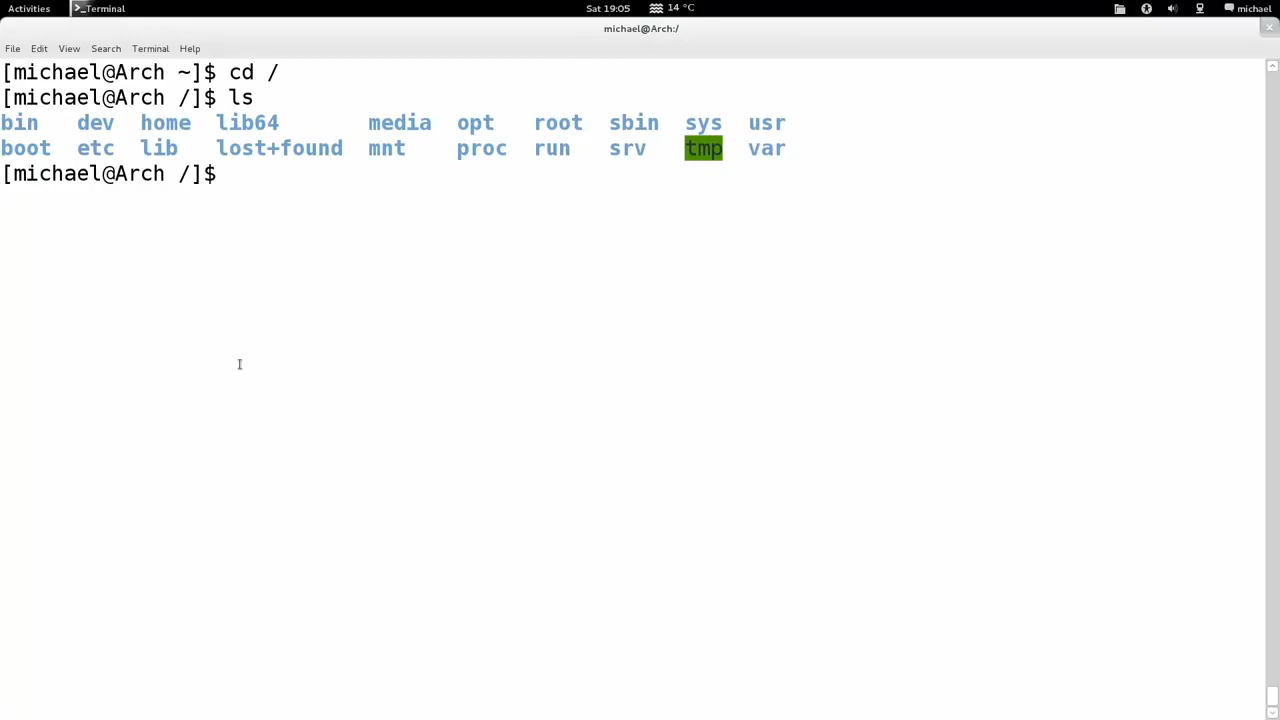 Activities >_Terminal Sat 19:05 14 °C michael
michael@Arch:/
File Edit View Search Terminal Help
[michael@Arch ~]$ cd /
[michael@Arch /]$ ls
bin dev home lib64 media opt root sbin sys usr
boot etc lib lost+found mnt proc run srv tmp var
[michael@Arch /]$